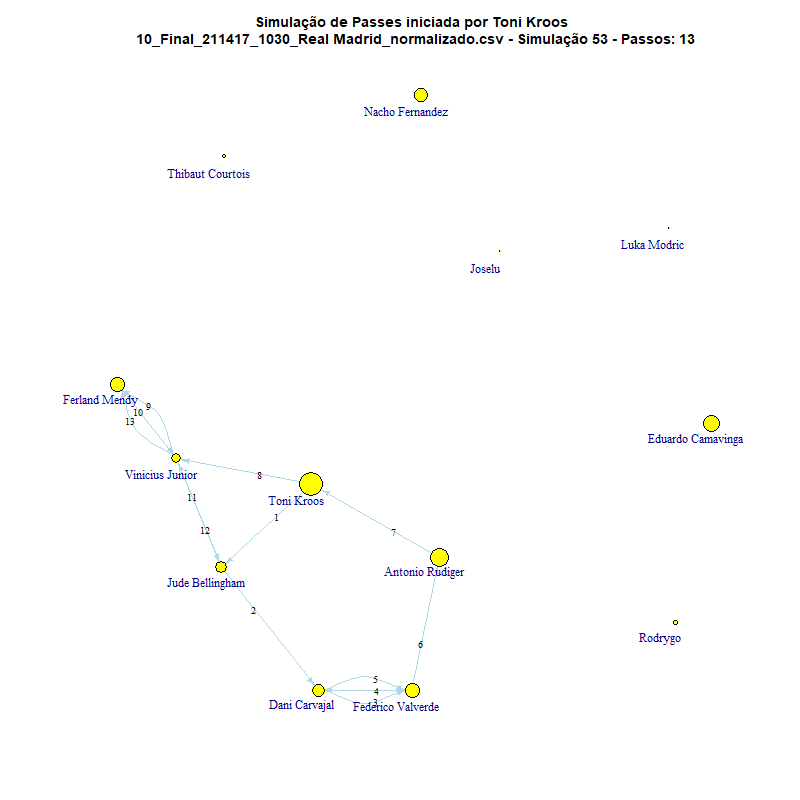 Simulação de Passes iniciada por Toni Kroos
10_Final_211417_1030_Real Madrid_normalizado.csv - Simulação 53 - Passos: 13
Nacho Fernandez
Thibaut Courtois
Luka Modric
Joselu
Ferland Mendy
9
10
13
Eduardo Camavinga
Vinicius Junior
8
Toni Kroos
11
1
12
7
Antonio Rudiger
Jude Bellingham
2
Rodrygo
6
5
4
3
Dani Carvajal
Federico Valverde